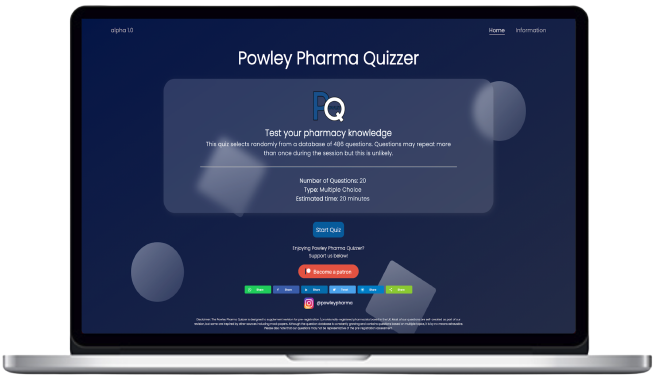 alpha 1.0
Home
Information
Powley Pharma Quizzer
PQ
Test your pharmacy knowledge
This quiz selects randomly from a database of 486 questions. Questions may repeat more
than once during the session but this is unlikely.
Number of Questions: 20
Type: Multiple Choice
Estimated time: 20 minutes
Start Quiz
Enjoying Powley Pharma Quizzer?
Support us below!
Become a patron
Share
Share
Share
Tweet
Share
Share
@powleypharma